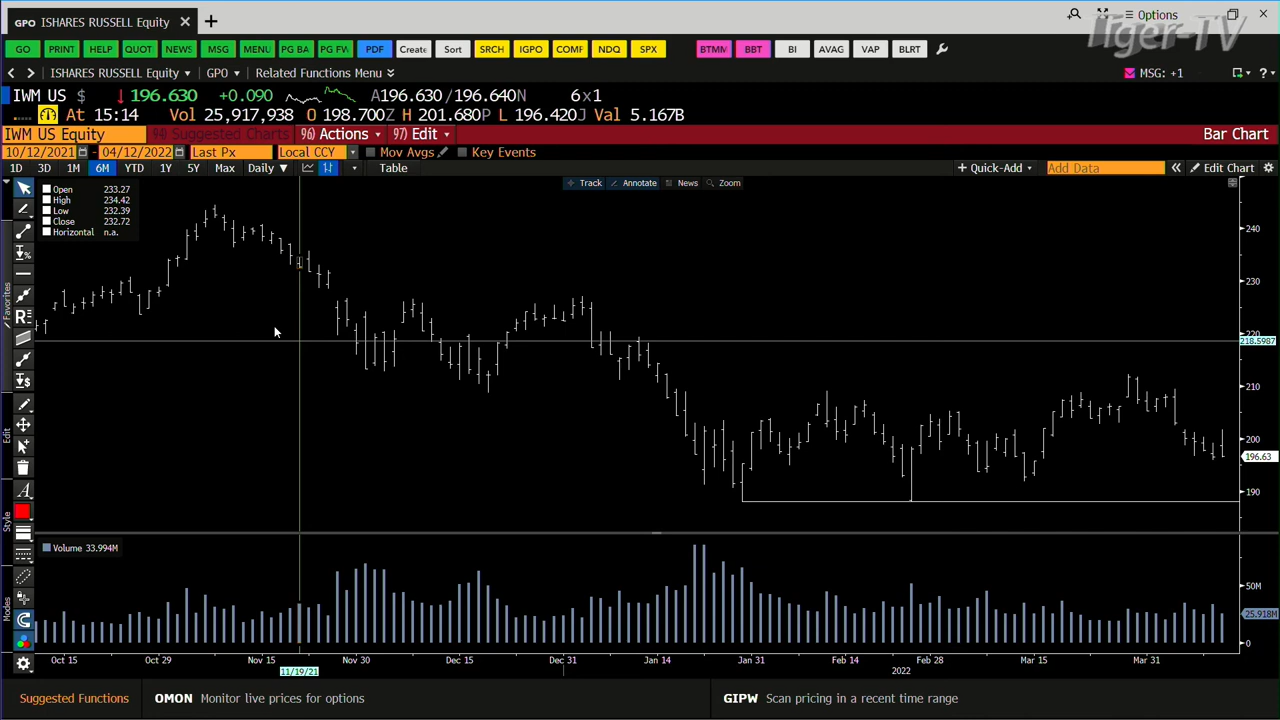 GPO ISHARES RUSSELL Equity
Options
Tiger-TV
GO PRINT HELP QUOT NEWS MSG MENU PG BA PG FW PDF Create Sort SRCH IGPO COMF NDQ SPX BTMM BBT BI AVAG VAP BLRT
ISHARES RUSSELL Equity GPO Related Functions Menu MSG: +1 ?
IWM US $ ↓196.630 +0.090 A196.630/196.640N 6x1
At 15:14 Vol 25,917,938 O 198.700Z H 201.680P L 196.420J Val 5.167B
IWM US Equity 94) Suggested Charts 96) Actions 97) Edit Bar Chart
10/12/2021 - 04/12/2022 Last Px Local CCY Mov Avgs Key Events
1D 3D 1M 6M YTD 1Y 5Y Max Daily ▼ Table + Quick-Add Add Data « Edit Chart
Track Annotate News Zoom
Open 233.27
High 234.42
Low 232.39
Close 232.72
Horizontal n.a.
240
230
220
218.5987
210
200
196.63
190
Favorites
Edit
Style
Modes
Volume 33.994M
50M
25.918M
0
Oct 15 Oct 29 Nov 15 Nov 30 Dec 15 Dec 31 Jan 14 Jan 31 Feb 14 Feb 28 Mar 15 Mar 31
11/19/21 2022
Suggested Functions OMON Monitor live prices for options GIPW Scan pricing in a recent time range